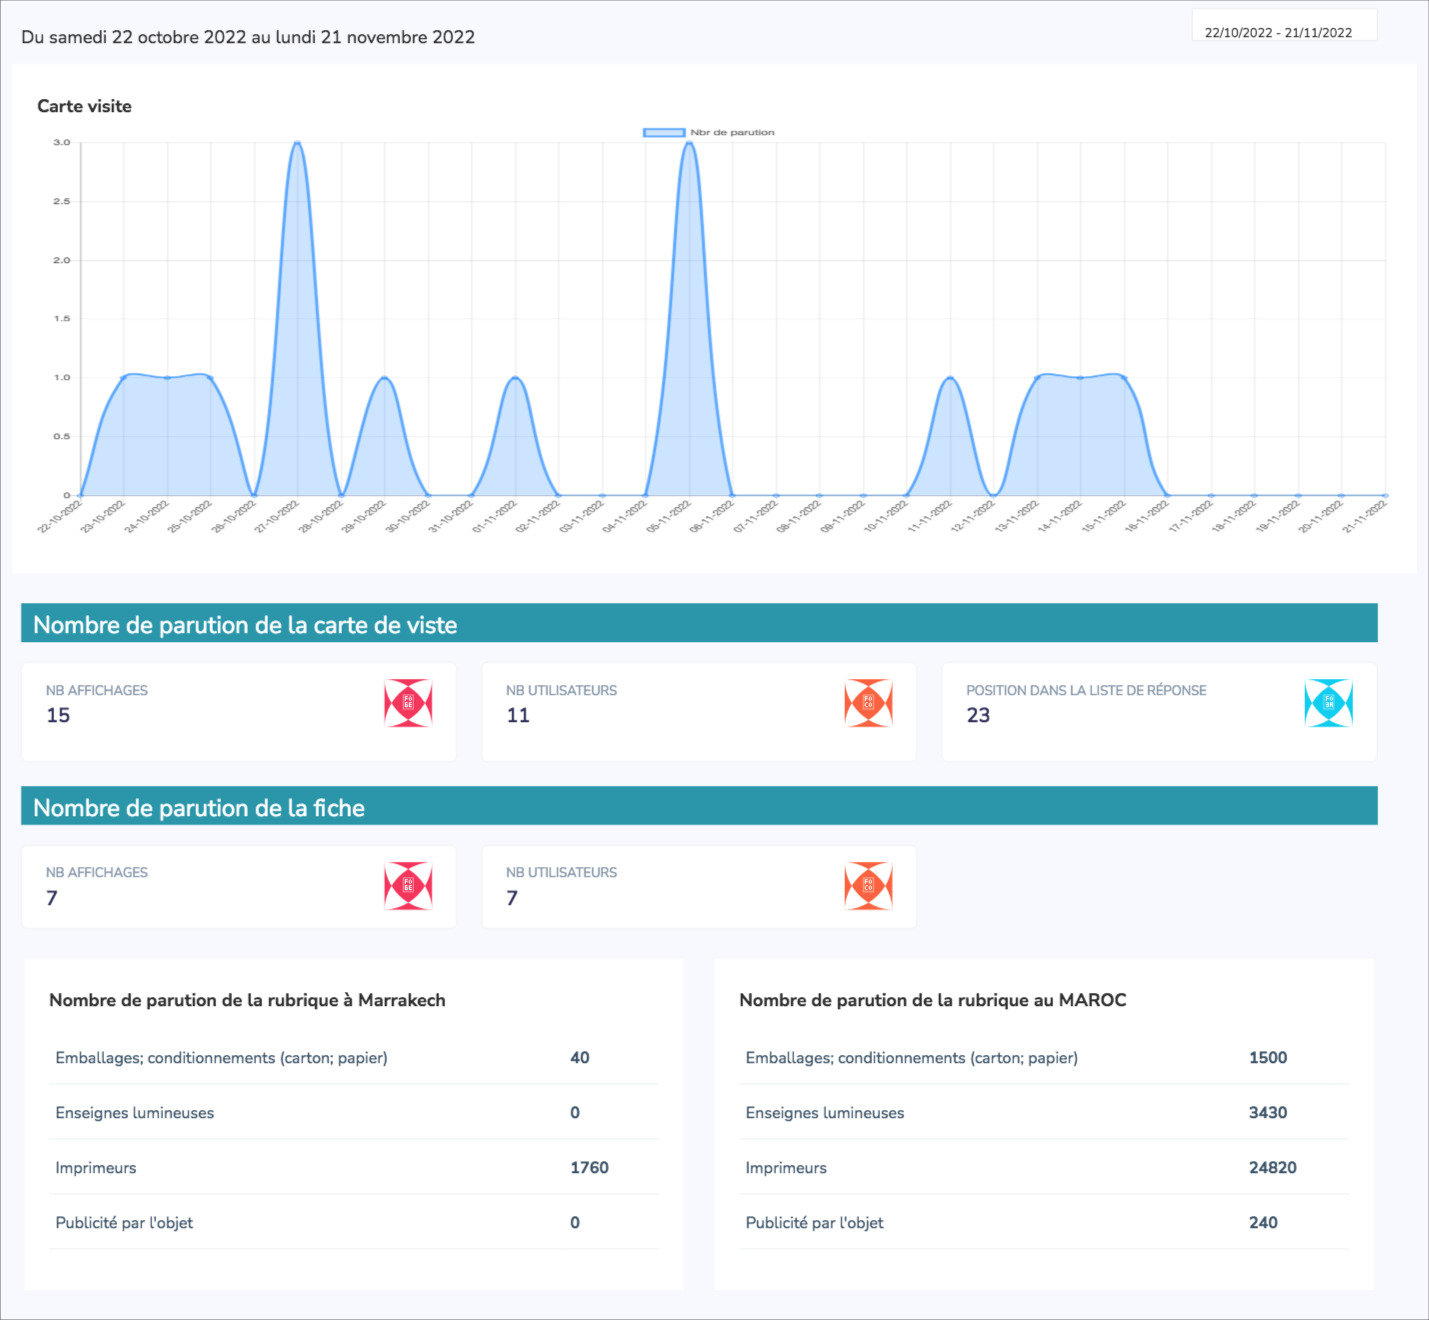 Du samedi 22 octobre 2022 au lundi 21 novembre 2022
22/10/2022 - 21/11/2022
Carte visite
Nbr de parution
3.0
2.5
2.0
1.5
1.0
0.5
0
22-10-2022 23-10-2022 24-10-2022 25-10-2022 26-10-2022 27-10-2022 28-10-2022 29-10-2022 30-10-2022 31-10-2022 01-11-2022 02-11-2022 03-11-2022 04-11-2022 05-11-2022 06-11-2022 07-11-2022 08-11-2022 09-11-2022 10-11-2022 11-11-2022 12-11-2022 13-11-2022 14-11-2022 15-11-2022 16-11-2022 17-11-2022 18-11-2022 19-11-2022 20-11-2022 21-11-2022
Nombre de parution de la carte de viste
NB AFFICHAGES NB UTILISATEURS POSITION DANS LA LISTE DE RÉPONSE
15 11 23
Nombre de parution de la fiche
NB AFFICHAGES NB UTILISATEURS
7 7
Nombre de parution de la rubrique à Marrakech
Emballages; conditionnements (carton; papier) 40
Enseignes lumineuses 0
Imprimeurs 1760
Publicité par l'objet 0
Nombre de parution de la rubrique au MAROC
Emballages; conditionnements (carton; papier) 1500
Enseignes lumineuses 3430
Imprimeurs 24820
Publicité par l'objet 240